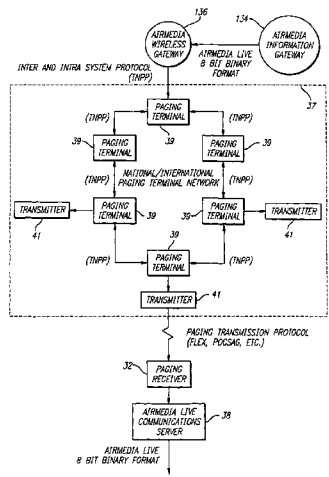 136
134
AIRMEDIA
WIRELESS
GATEWAY
AIRMEDIA
INFORMATION
GATEWAY
AIRMEDIA LIVE
8 BIT BINARY
FORMAT
INTER AND INTRA SYSTEM PROTOCOL
(TNPP)
37
(TNPP)
PAGING
TERMINAL
(TNPP)
39
39
PAGING
TERMINAL
PAGING
TERMINAL
39
(TNPP)
NATIONAL/INTERNATIONAL
PAGING TERMINAL NETWORK
(TNPP)
TRANSMITTER
PAGING
TERMINAL
39
39
PAGING
TERMINAL
TRANSMITTER
41
41
39
(TNPP)
PAGING
TERMINAL
(TNPP)
TRANSMITTER
41
PAGING TRANSMISSION PROTOCOL
(FLEX, POCSAG, ETC.)
32
PAGING
RECEIVER
AIRMEDIA LIVE
COMMUNICATIONS
SERVER
38
AIRMEDIA LIVE
8 BIT BINARY FORMAT